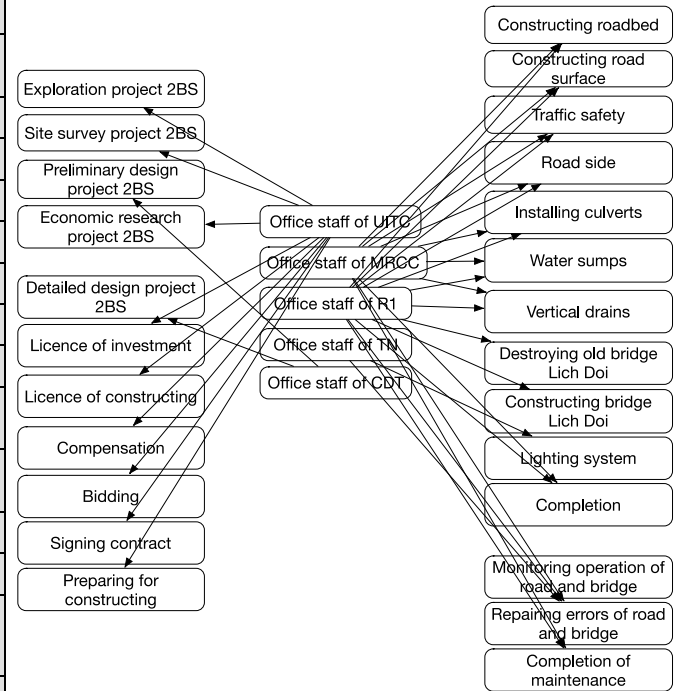 Exploration project 2BS
Site survey project 2BS
Preliminary design
project 2BS
Economic research
project 2BS
Detailed design project
2BS
Licence of investment
Licence of constructing
Compensation
Bidding
Signing contract
Preparing for
constructing
Office staff of UITC
Office staff of MRCC
Office staff of R1
Office staff of TN
Office staff of CDT
Constructing roadbed
Constructing road
surface
Traffic safety
Road side
Installing culverts
Water sumps
Vertical drains
Destroying old bridge
Lich Doi
Constructing bridge
Lich Doi
Lighting system
Completion
Monitoring operation of
road and bridge
Repairing errors of road
and bridge
Completion of
maintenance